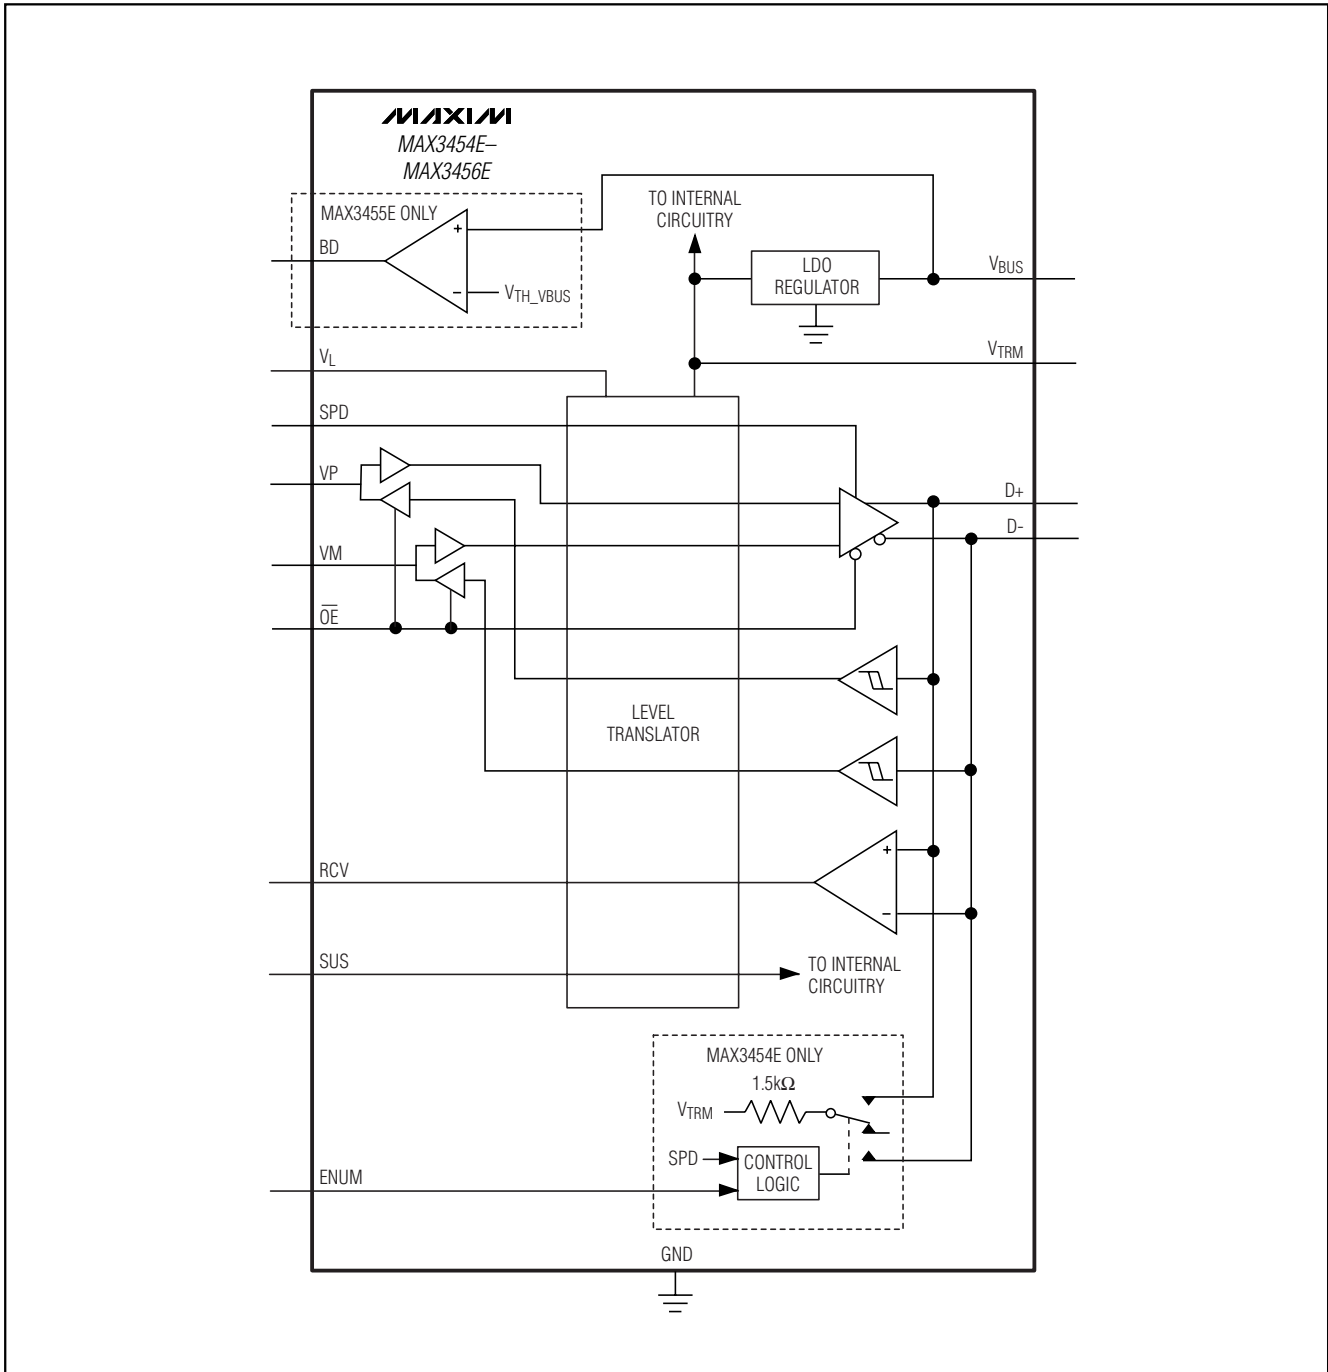 MAXIM
MAX3454E–
MAX3456E
MAX3455E ONLY
TO INTERNAL
CIRCUITRY
+
BD
LDO
REGULATOR
VBUS
–
VTH_VBUS
VTRM
VL
SPD
VP
D+
D-
VM
OE
LEVEL
TRANSLATOR
RCV
+
–
SUS
TO INTERNAL
CIRCUITRY
MAX3454E ONLY
1.5kΩ
VTRM
SPD
CONTROL
LOGIC
ENUM
GND